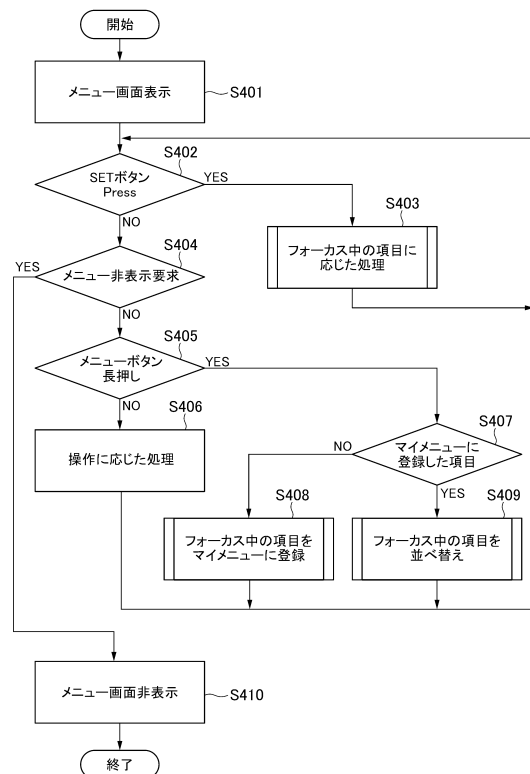 開始
メニュー画面表示
S401
S402
SETボタン
Press
YES
NO
S403
フォーカス中の項目に
応じた処理
S404
YES
メニュー非表示要求
NO
S405
メニューボタン
長押し
YES
NO
S406
操作に応じた処理
S407
マイメニューに
登録した項目
NO
YES
S408
フォーカス中の項目を
マイメニューに登録
S409
フォーカス中の項目を
並べ替え
メニュー画面非表示
S410
終了